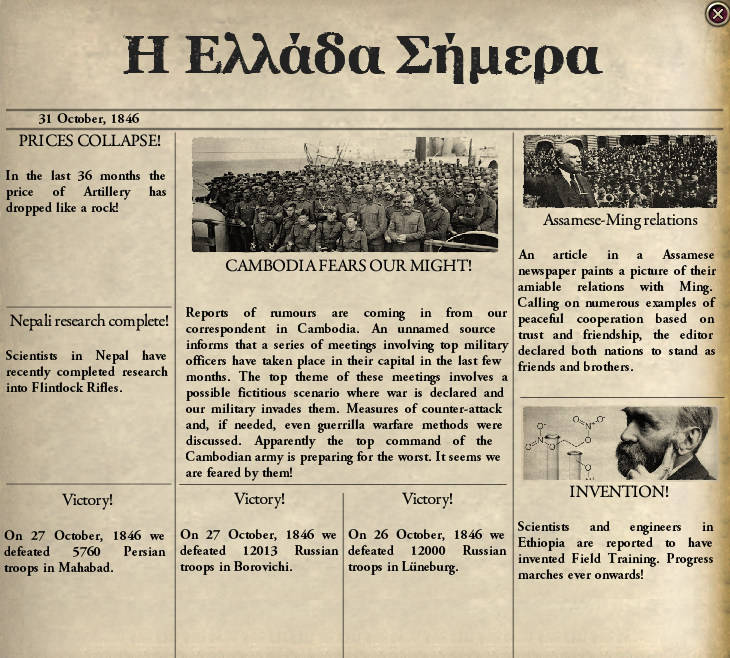 Η Ελλάδα Σήμερα
31 October, 1846
PRICES COLLAPSE!
In the last 36 months the
price of Artillery has
dropped like a rock!
Nepali research complete!
Scientists in Nepal have
recently completed research
into Flintlock Rifles.
CAMBODIA FEARS OUR MIGHT!
Reports of rumours are coming in from our
correspondent in Cambodia. An unnamed source
informs that a series of meetings involving top military
officers have taken place in their capital in the last few
months. The top theme of these meetings involves a
possible fictitious scenario where war is declared and
our military invades them. Measures of counter-attack
and, if needed, even guerrilla warfare methods were
discussed. Apparently the top command of the
Cambodian army is preparing for the worst. It seems we
are feared by them!
Assamese-Ming relations
An article in a Assamese
newspaper paints a picture of their
amiable relations with Ming.
Calling on numerous examples of
peaceful cooperation based on
trust and friendship, the editor
declared both nations to stand as
friends and brothers.
INVENTION!
Scientists and engineers in
Ethiopia are reported to have
invented Field Training. Progress
marches ever onwards!
Victory!
On 27 October, 1846 we
defeated 5760 Persian
troops in Mahabad.
Victory!
On 27 October, 1846 we
defeated 12013 Russian
troops in Borovichi.
Victory!
On 26 October, 1846 we
defeated 12000 Russian
troops in Lüneburg.